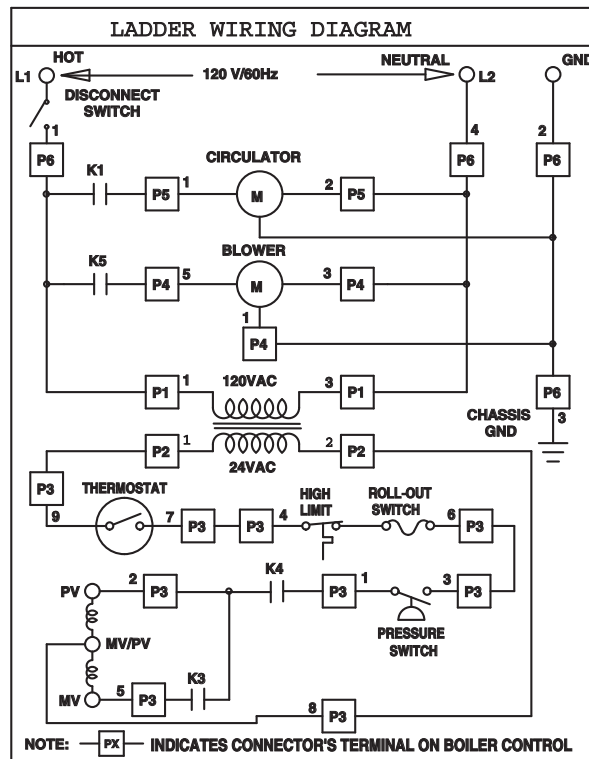 LADDER WIRING DIAGRAM
HOT
NEUTRAL
GND
L1
120 V/60Hz
L2
DISCONNECT
SWITCH
1
4
2
P6
P6
P6
CIRCULATOR
K1
1
2
P5
M
P5
BLOWER
K5
5
3
P4
M
P4
1
P4
120VAC
1
3
P1
P1
P6
3
CHASSIS
GND
1
2
P2
P2
24VAC
P3
9
THERMOSTAT
7
P3
P3
4
HIGH
LIMIT
ROLL-OUT
SWITCH
6
P3
K4
PV
2
P3
P3
1
3
P3
PRESSURE
SWITCH
MV/PV
K3
MV
5
P3
8
P3
NOTE: PX INDICATES CONNECTOR'S TERMINAL ON BOILER CONTROL